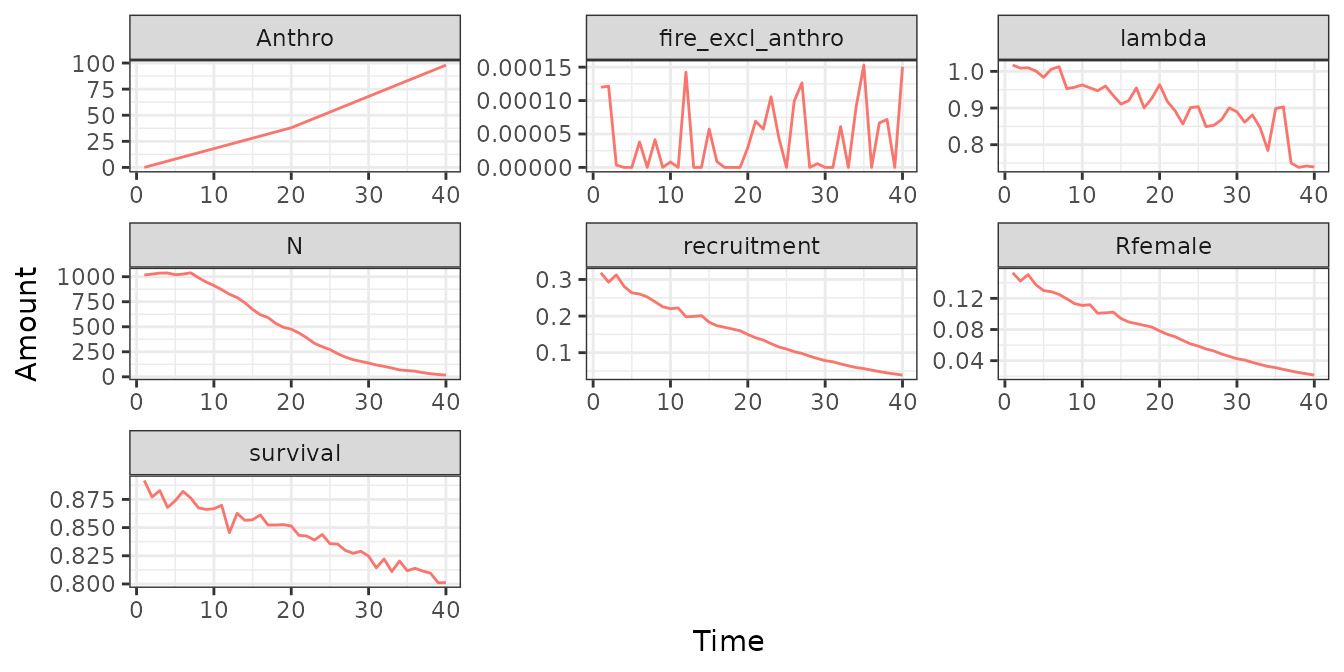 Anthro fire_excl_anthro lambda
100
75
50
25
0
0 10 20 30 40
0.00015
0.00010
0.00005
0.00000
0 10 20 30 40
1.0
0.9
0.8
0 10 20 30 40
N recruitment Rfemale
1000
750
500
250
0
0 10 20 30 40
0.3
0.2
0.1
0 10 20 30 40
0.12
0.08
0.04
0 10 20 30 40
survival
0.875
0.850
0.825
0.800
0 10 20 30 40
Amount
Time